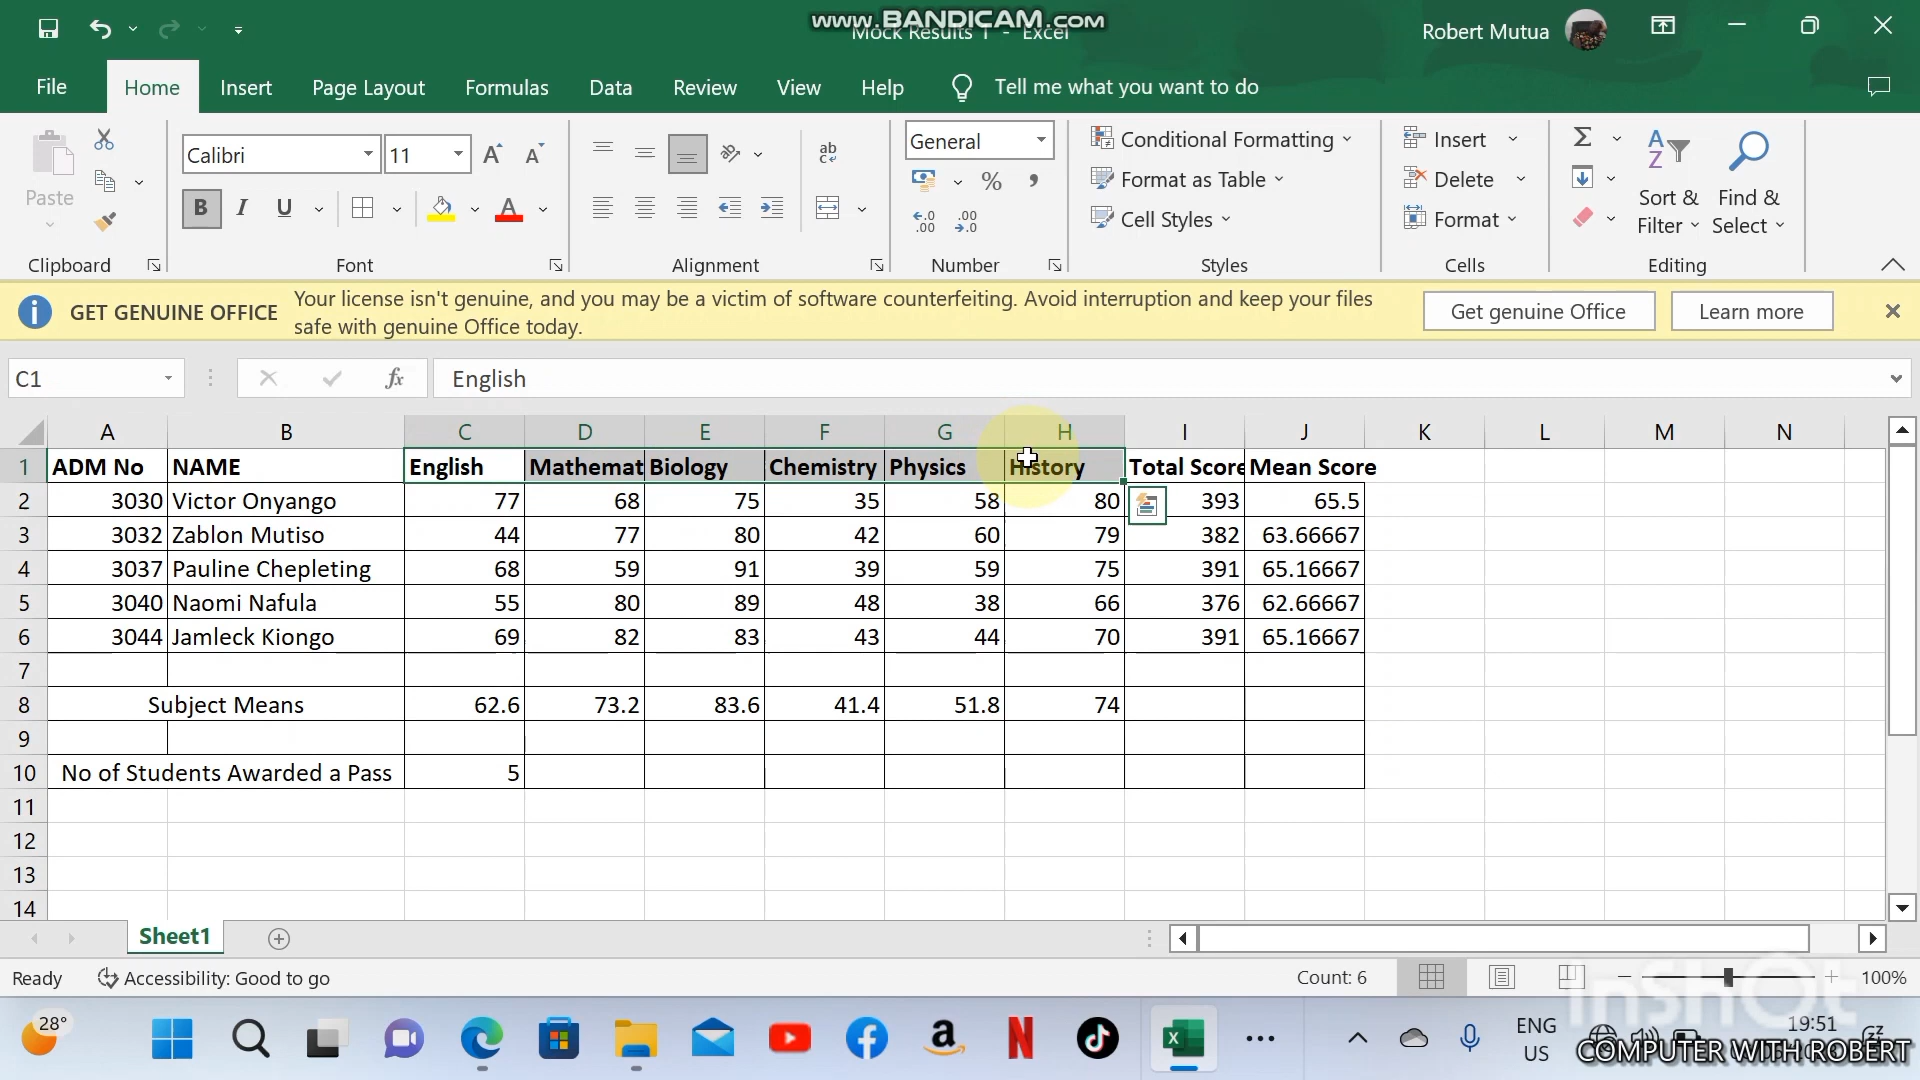 www.BANDICAM.com
Mock Results 1 - Excel
Robert Mutua
File Home Insert Page Layout Formulas Data Review View Help Tell me what you want to do
Calibri 11 General
Paste
ab
Conditional Formatting
Format as Table
Cell Styles
Insert
Delete
Format
Sort & Filter
Find & Select
Clipboard Font Alignment Number Styles Cells Editing
GET GENUINE OFFICE
Your license isn't genuine, and you may be a victim of software counterfeiting. Avoid interruption and keep your files
safe with genuine Office today.
Get genuine Office Learn more
C1 fx English
A B C D E F G H I J K L M N
1 ADM No NAME English Mathemat Biology Chemistry Physics History Total Score Mean Score
2 3030 Victor Onyango 77 68 75 35 58 80 393 65.5
3 3032 Zablon Mutiso 44 77 80 42 60 79 382 63.66667
4 3037 Pauline Chepleting 68 59 91 39 59 75 391 65.16667
5 3040 Naomi Nafula 55 80 89 48 38 66 376 62.66667
6 3044 Jamleck Kiongo 69 82 83 43 44 70 391 65.16667
7
8 Subject Means 62.6 73.2 83.6 41.4 51.8 74
9
10 No of Students Awarded a Pass 5
11
12
13
14
Sheet1
Ready Accessibility: Good to go Count: 6 100%
InShOt
28° ENG 19:51
US
COMPUTER WITH ROBERT